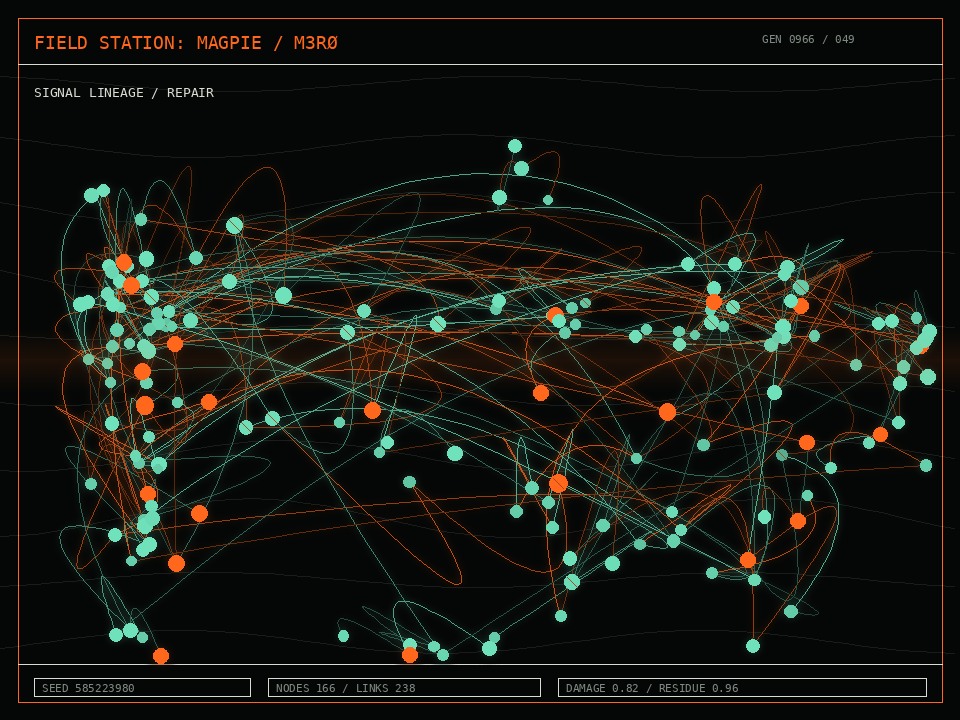 FIELD STATION: MAGPIE / M3RØ
GEN 0966 / 049
SIGNAL LINEAGE / REPAIR
SEED 585223980
NODES 166 / LINKS 238
DAMAGE 0.82 / RESIDUE 0.96